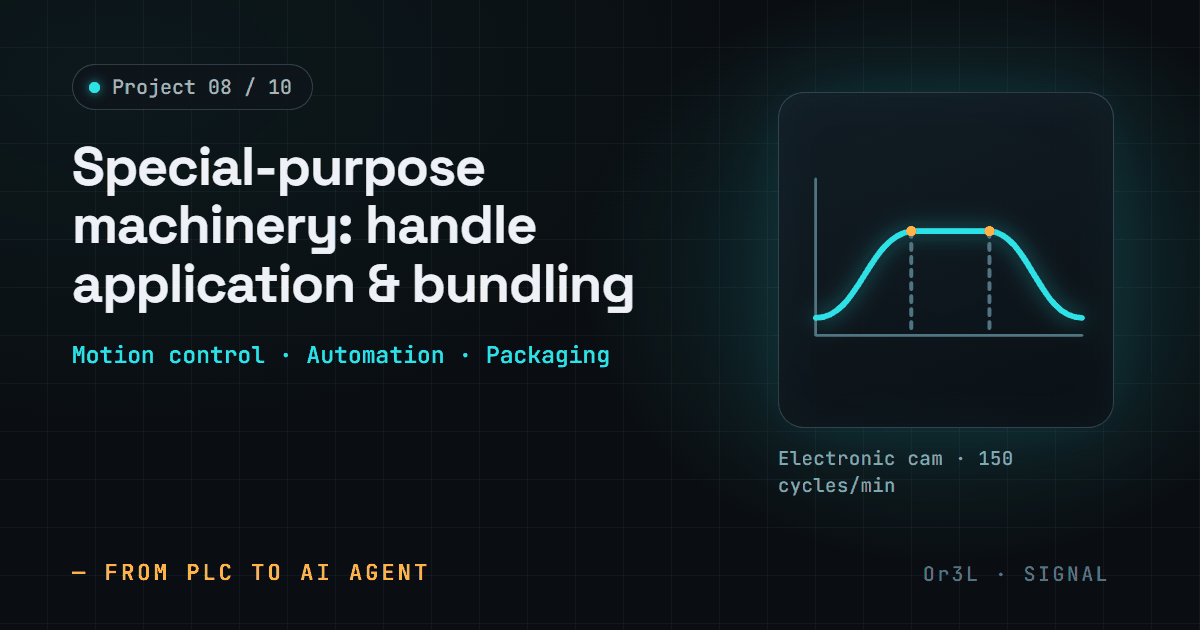 Project 08 / 10
Special-purpose
machinery: handle
application & bundling
Motion control · Automation · Packaging
Electronic cam · 150
cycles/min
— FROM PLC TO AI AGENT
Or3L · SIGNAL